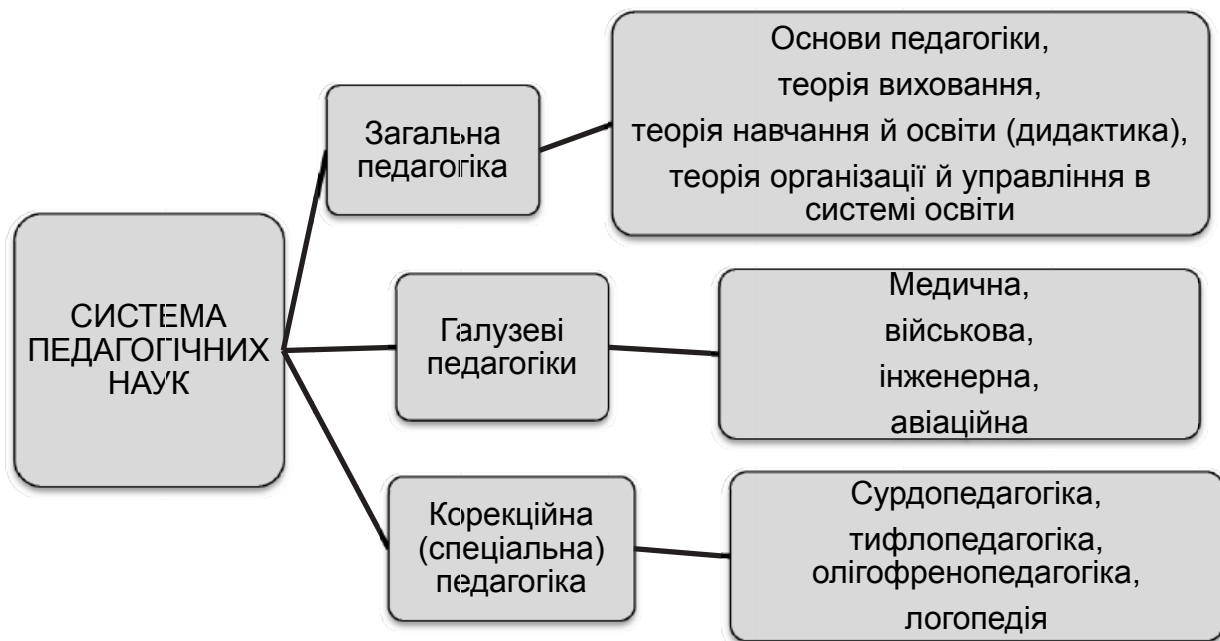 СИСТЕМА
ПЕДАГОГІЧНИХ
НАУК
Загальна
педагогіка
Основи педагогіки,
теорія виховання,
теорія навчання й освіти (дидактика),
теорія організації й управління в
системі освіти
Галузеві
педагогіки
Медична,
військова,
інженерна,
авіаційна
Корекційна
(спеціальна)
педагогіка
Сурдопедагогіка,
тифлопедагогіка,
олігофренопедагогіка,
логопедія